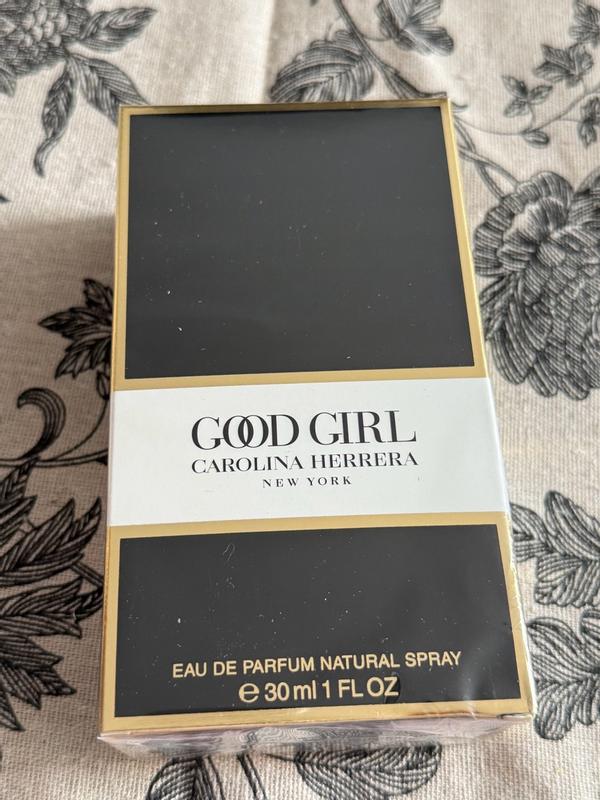 GOOD GIRL
CAROLINA HERRERA
NEW YORK
EAU DE PARFUM NATURAL SPRAY
℮ 30 ml 1 FL OZ